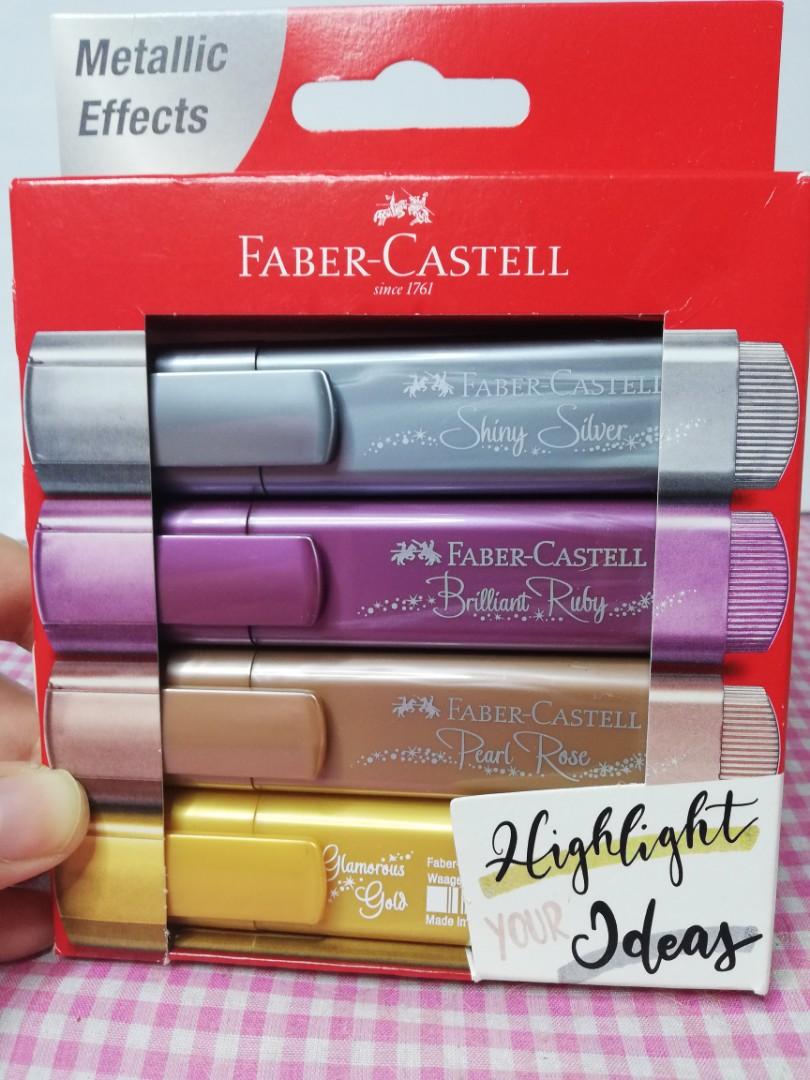 Metallic
Effects
FABER-CASTELL
since 1761
FABER-CASTELL
Shiny Silver
FABER-CASTELL
Brilliant Ruby
FABER-CASTELL
Pearl Rose
Glamorous
Gold
Faber-
Made in
Highlight
YOUR
Ideas